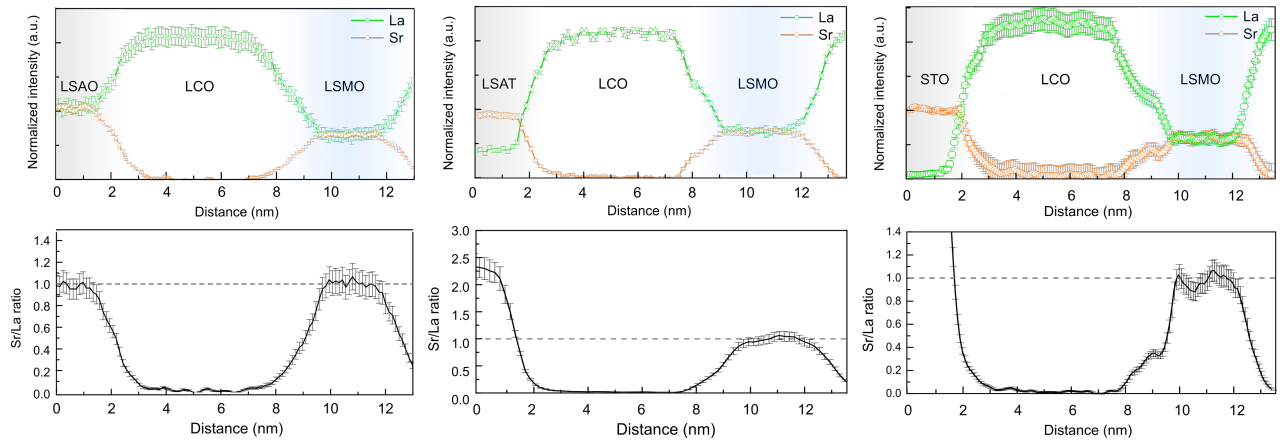 Normalized intensity (a.u.)
La
Sr
LSAO
LCO
LSMO
0 2 4 6 8 10 12
Distance (nm)
Normalized intensity (a.u.)
La
Sr
LSAT
LCO
LSMO
0 2 4 6 8 10 12
Distance (nm)
Normalized intensity (a.u.)
La
Sr
STO
LCO
LSMO
0 2 4 6 8 10 12
Distance (nm)
Sr/La ratio
1.4
1.2
1.0
0.8
0.6
0.4
0.2
0.0
0 2 4 6 8 10 12
Distance (nm)
Sr/La ratio
3.0
2.5
2.0
1.5
1.0
0.5
0.0
0 2 4 6 8 10 12
Distance (nm)
Sr/La ratio
1.4
1.2
1.0
0.8
0.6
0.4
0.2
0.0
0 2 4 6 8 10 12
Distance (nm)